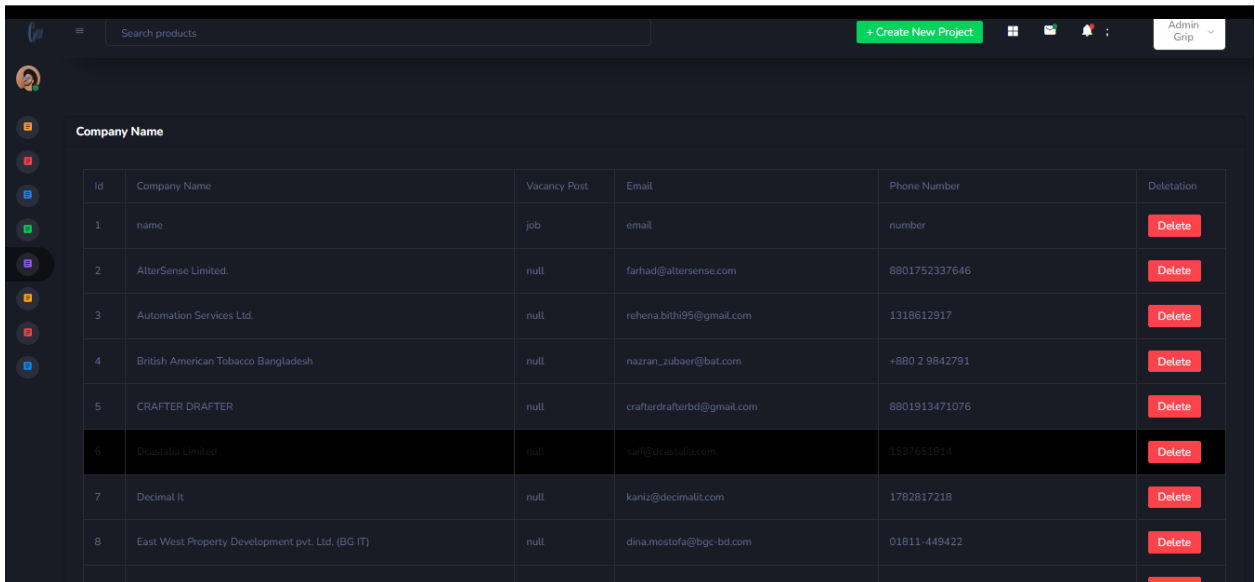 Search products
+ Create New Project
;
Admin
Grip
Company Name
Id Company Name Vacancy Post Email Phone Number Deletation
1 name job email number Delete
2 AlterSense Limited. null farhad@altersense.com 8801752337646 Delete
3 Automation Services Ltd. null rehena.bithi95@gmail.com 1318612917 Delete
4 British American Tobacco Bangladesh null nazran_zubaer@bat.com +880 2 9842791 Delete
5 CRAFTER DRAFTER null crafterdrafterbd@gmail.com 8801913471076 Delete
6 Dcastalia Limited null saif@dcastalia.com 1537651814 Delete
7 Decimal It null kaniz@decimalit.com 1782817218 Delete
8 East West Property Development pvt. Ltd. (BG IT) null dina.mostofa@bgc-bd.com 01811-449422 Delete